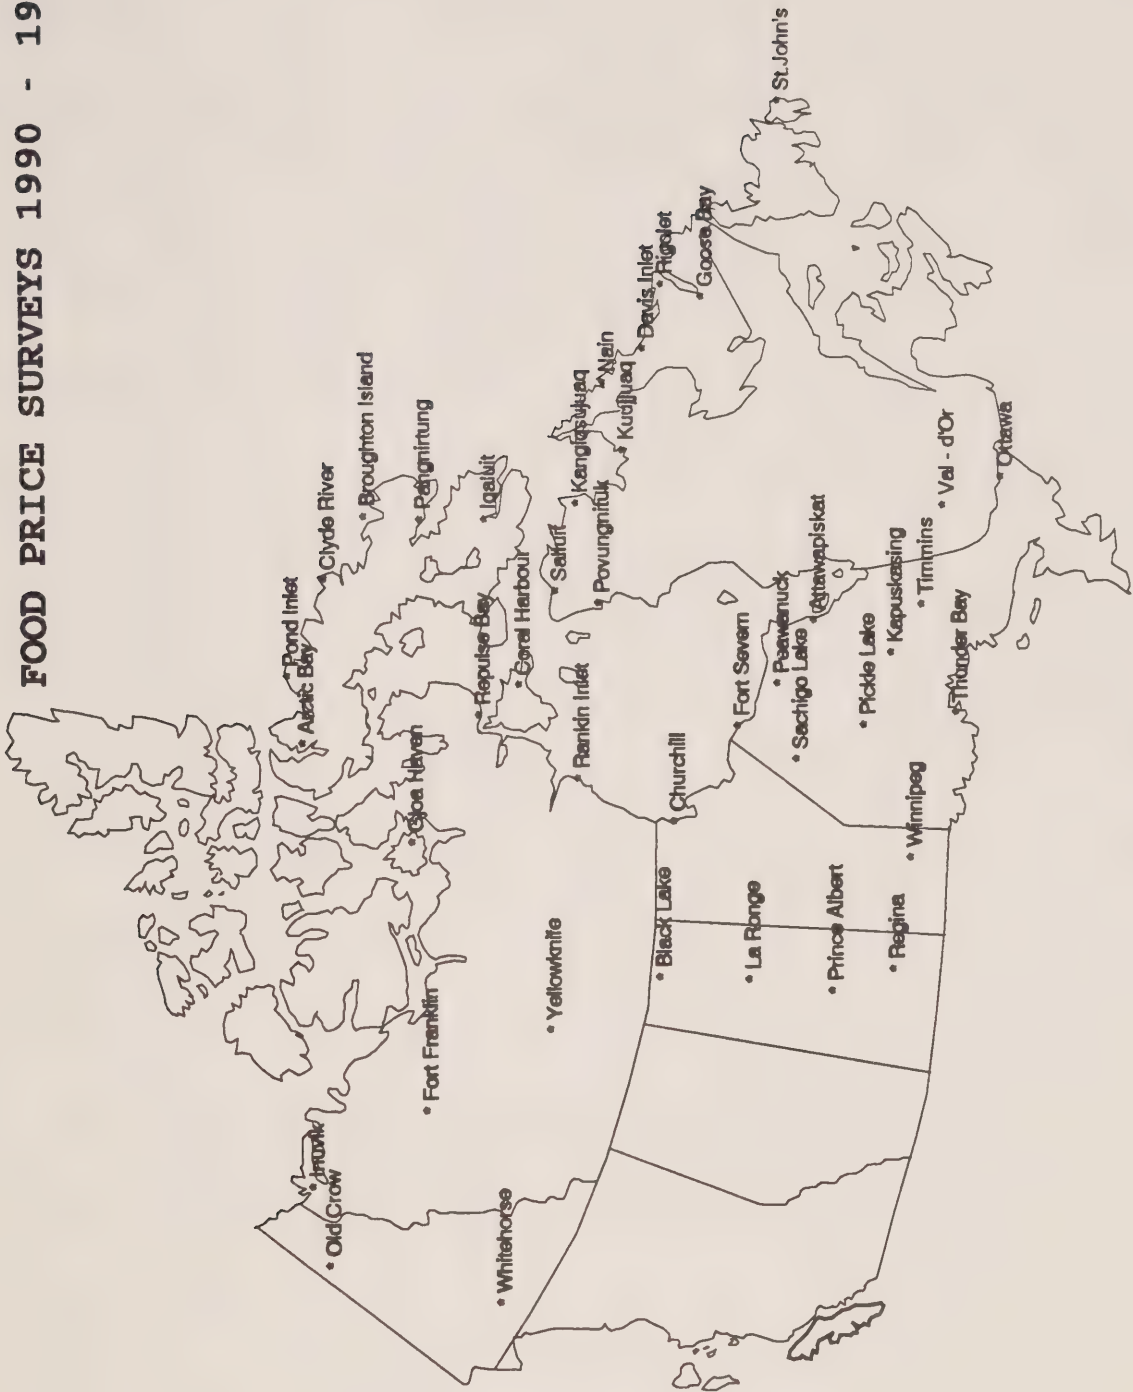 FOOD PRICE SURVEYS 1990 - 19
* Pond Inlet
* Arctic Bay
* Inuvik
* Clyde River
* Old Crow
* Broughton Island
* Gjoa Haven
* Pangnirtung
* Fort Franklin
* Repulse Bay
* Iqaluit
* Whitehorse
* Coral Harbour
* Yellowknife
* Salluit
* Kangiqsujuaq
* Rankin Inlet
* Povungnituk
* Nain
* Kuujjuaq
* Davis Inlet
* Rigolet
* Black Lake
* Churchill
* Goose Bay
* Fort Severn
* La Ronge
* St.John's
* Peawanuck
* Sachigo Lake
* Attawapiskat
* Prince Albert
* Pickle Lake
* Kapuskasing
* Regina
* Winnipeg
* Timmins
* Val - d'Or
* Thunder Bay
* Ottawa